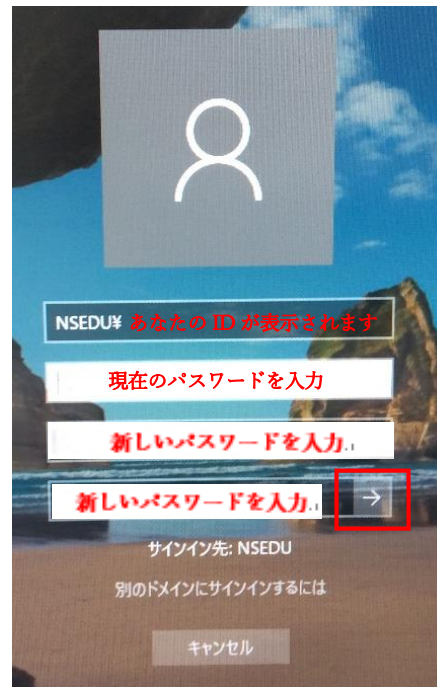 NSEDU¥ あなたの ID が表示されます
現在のパスワードを入力
新しいパスワードを入力
新しいパスワードを入力
サインイン先: NSEDU
別のドメインにサインインするには
キャンセル